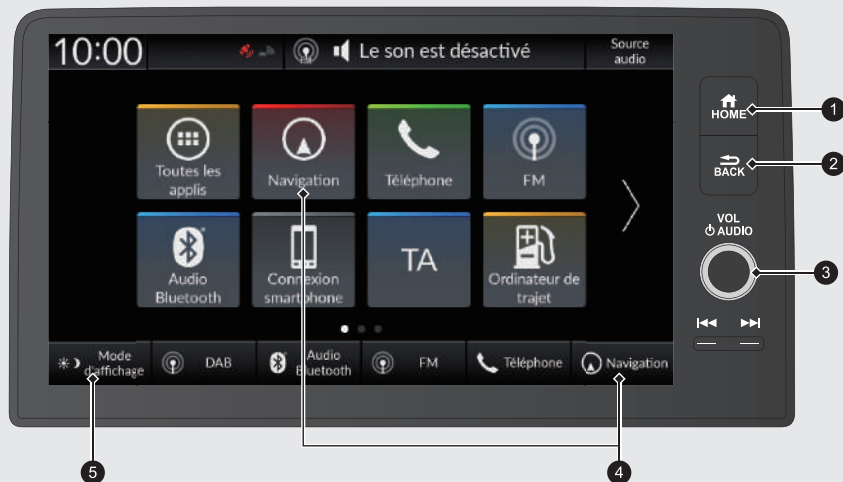 10:00
Le son est désactivé
Source
audio
Toutes les
applis
Navigation
Téléphone
FM
Audio
Bluetooth
Connexion
smartphone
TA
Ordinateur de
trajet
Mode
d'affichage
DAB
Audio
Bluetooth
FM
Téléphone
Navigation
HOME
BACK
VOL
AUDIO
1
2
3
4
5